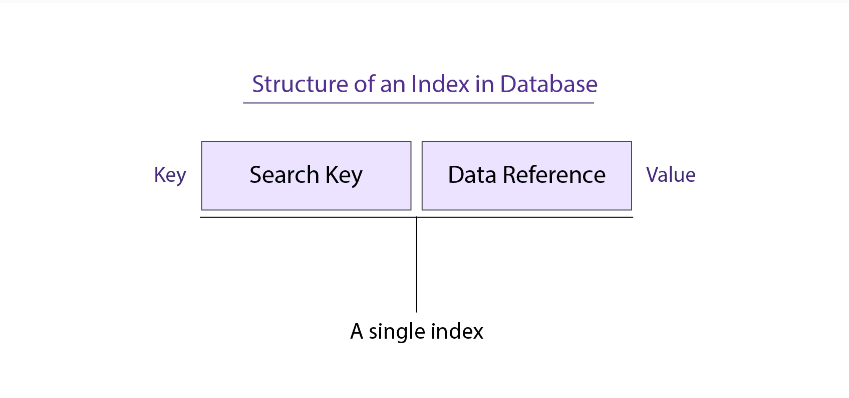 Structure of an Index in Database
Key
Search Key
Data Reference
Value
A single index